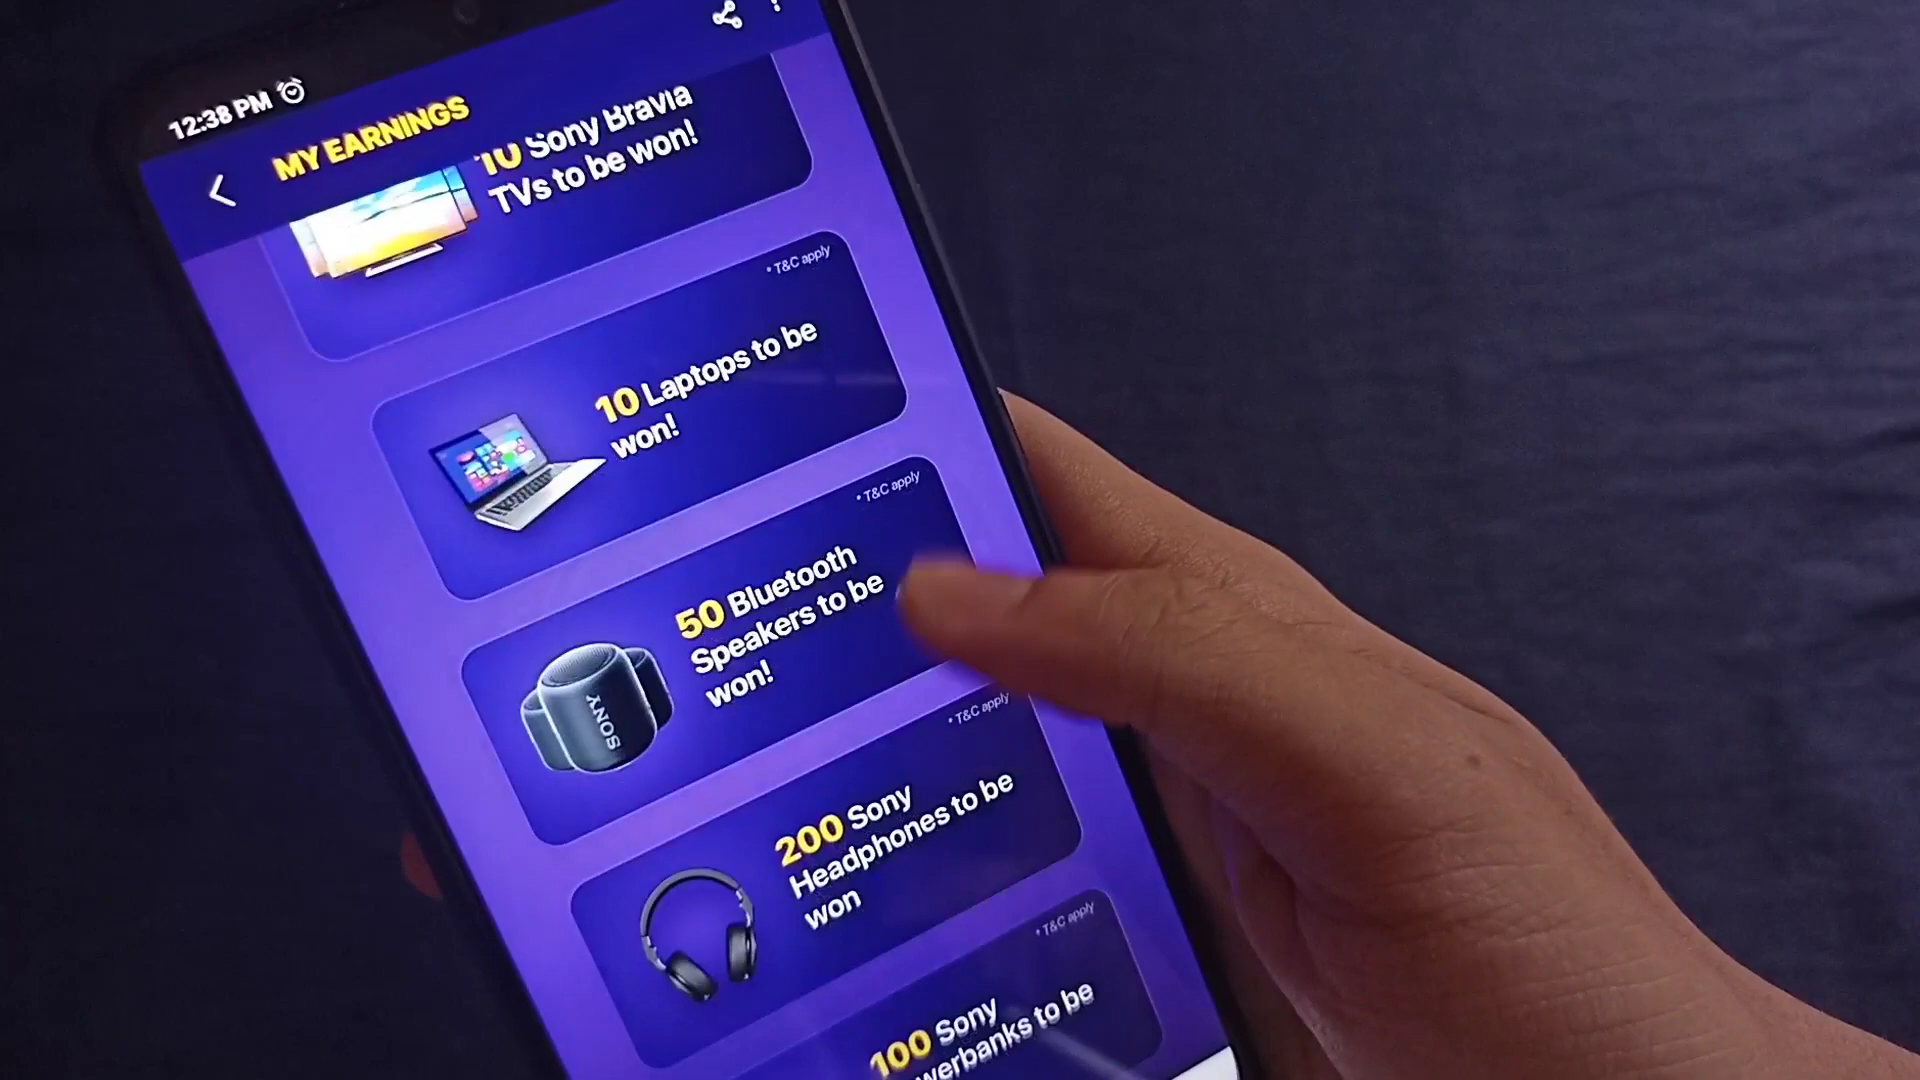 12:38 PM
MY EARNINGS
10 Sony Bravia
TVs to be won!
* T&C apply
10 Laptops to be
won!
* T&C apply
50 Bluetooth
Speakers to be
won!
SONY
* T&C apply
200 Sony
Headphones to be
won
* T&C apply
100 Sony
werbanks to be